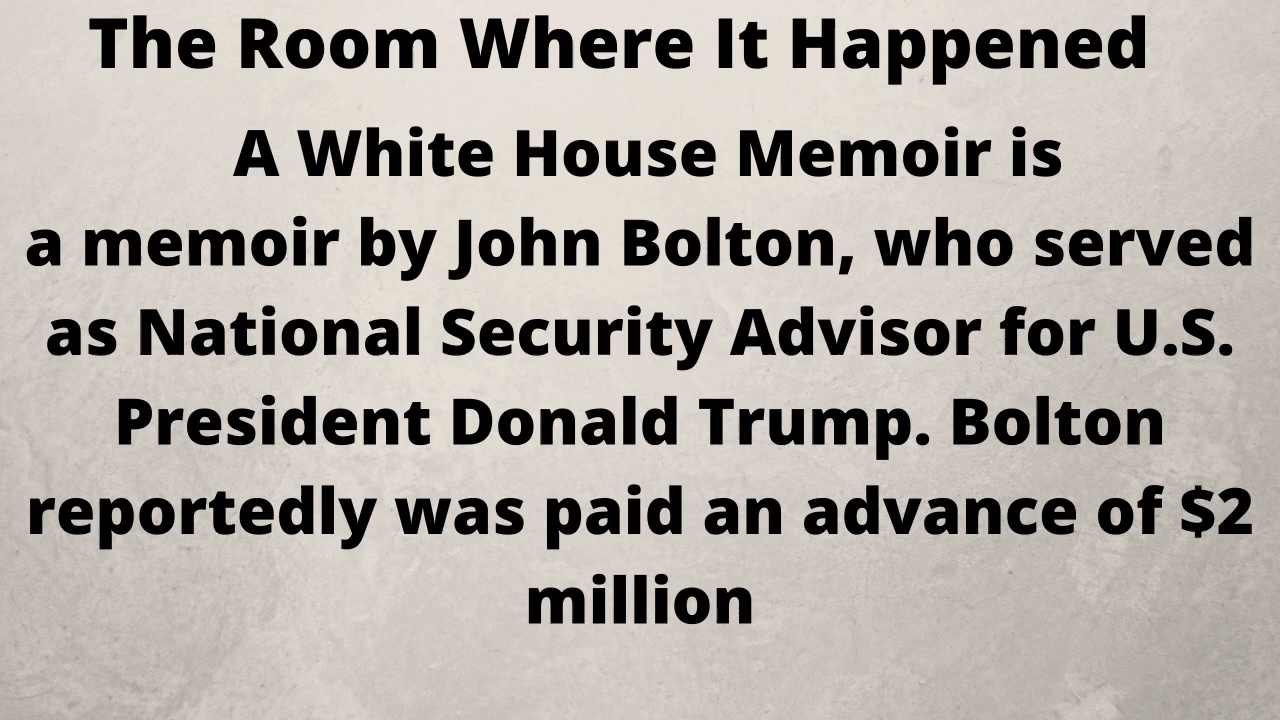 The Room Where It Happened
A White House Memoir is
a memoir by John Bolton, who served
as National Security Advisor for U.S.
President Donald Trump. Bolton
reportedly was paid an advance of $2
million